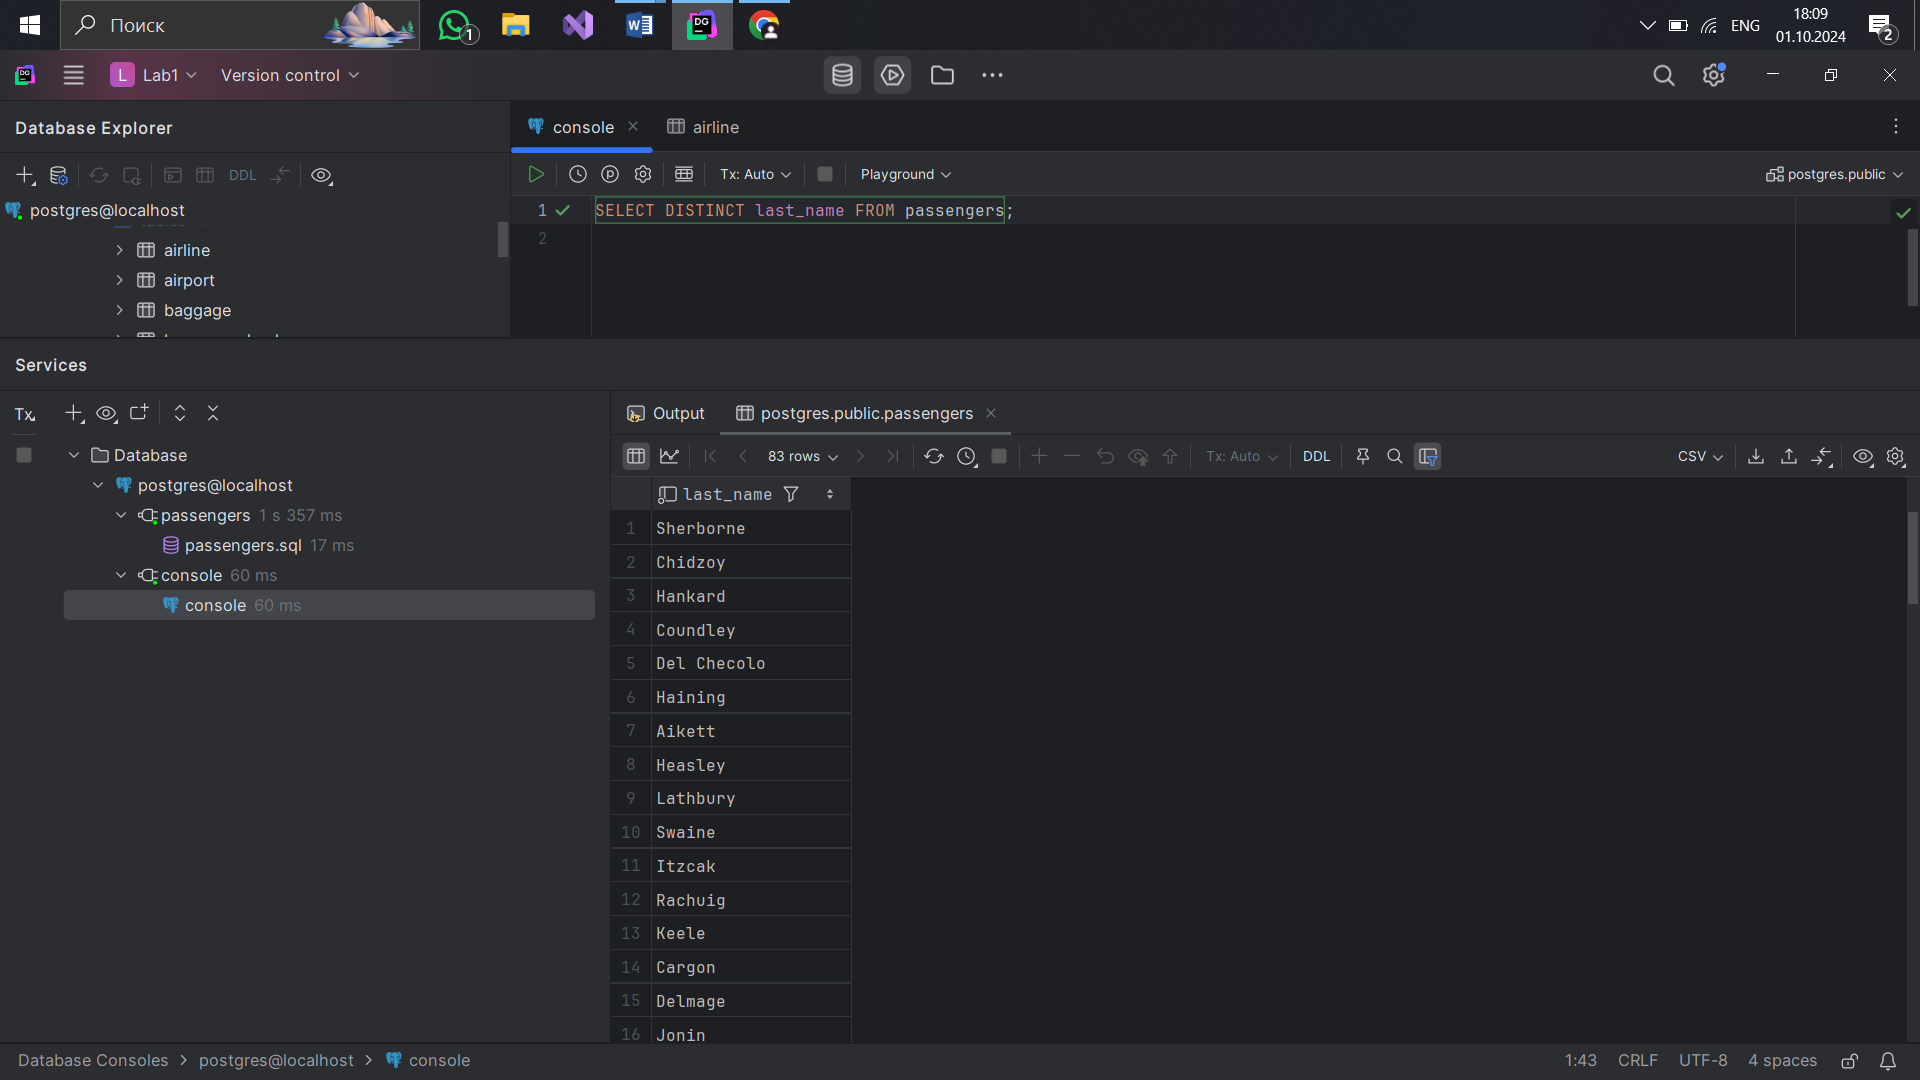 Поиск
1
ENG
18:09
01.10.2024
2
L Lab1
Version control
Database Explorer
console
airline
DDL
Tx: Auto
Playground
postgres.public
postgres@localhost
airline
airport
baggage
1 SELECT DISTINCT last_name FROM passengers;
2
Services
Tx
Output
postgres.public.passengers
83 rows
Tx: Auto
DDL
CSV
Database
postgres@localhost
passengers 1 s 357 ms
passengers.sql 17 ms
console 60 ms
console 60 ms
last_name
1 Sherborne
2 Chidzoy
3 Hankard
4 Coundley
5 Del Checolo
6 Haining
7 Aikett
8 Heasley
9 Lathbury
10 Swaine
11 Itzcak
12 Rachuig
13 Keele
14 Cargon
15 Delmage
16 Jonin
Database Consoles > postgres@localhost > console
1:43 CRLF UTF-8 4 spaces